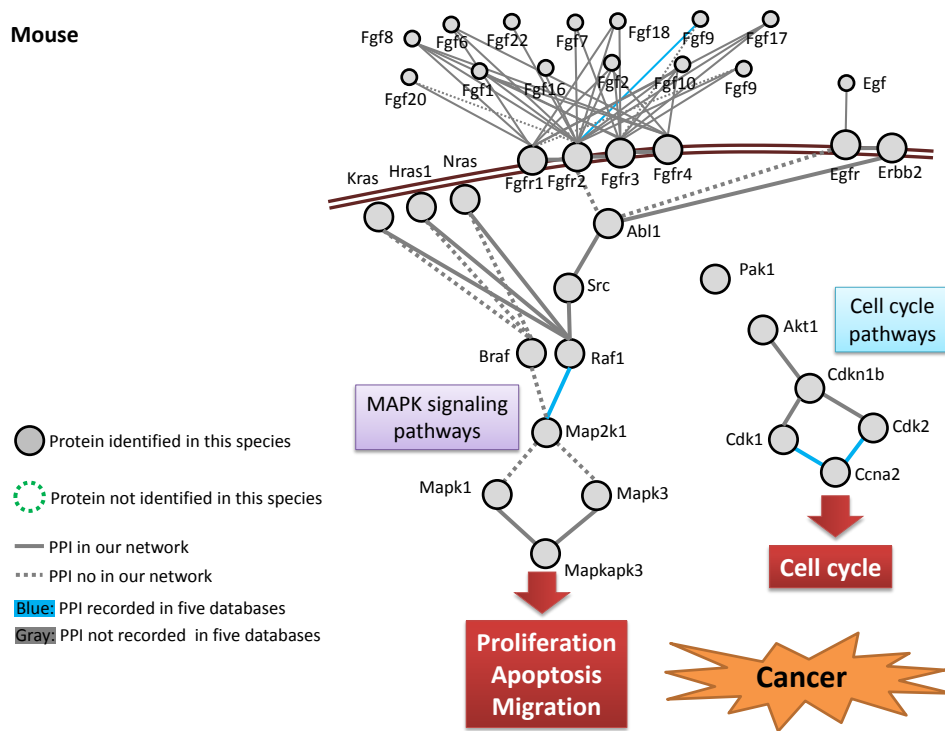 Mouse
Fgf8
Fgf6
Fgf22
Fgf7
Fgf18
Fgf9
Fgf17
Fgf20
Fgf1
Fgf16
Fgf2
Fgf10
Fgf9
Egf
Kras
Hras1
Nras
Fgfr1
Fgfr2
Fgfr3
Fgfr4
Egfr
Erbb2
Abl1
Src
Pak1
Braf
Raf1
Akt1
Cell cycle
pathways
Cdkn1b
MAPK signaling
pathways
Map2k1
Cdk1
Cdk2
Ccna2
Mapk1
Mapk3
Mapkapk3
Protein identified in this species
Protein not identified in this species
PPI in our network
PPI no in our network
Blue: PPI recorded in five databases
Gray: PPI not recorded in five databases
Cell cycle
Proliferation
Apoptosis
Migration
Cancer